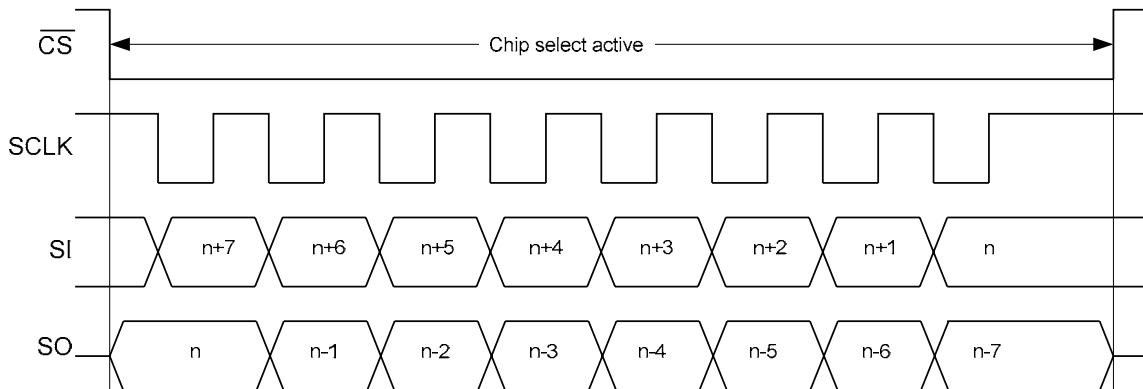 CS
Chip select active
SCLK
SI
n+7 n+6 n+5 n+4 n+3 n+2 n+1 n
SO
n n-1 n-2 n-3 n-4 n-5 n-6 n-7